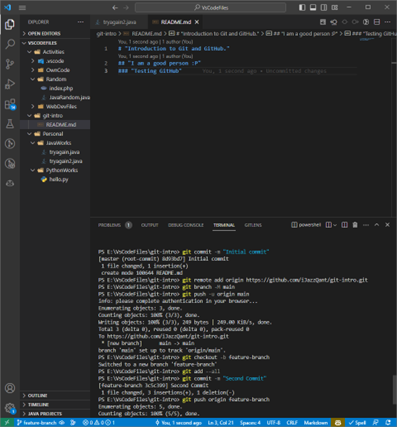 VsCodeFiles
EXPLORER
OPEN EDITORS
VSCODEFILES
Activities
.vscode
OwnCode
Random
index.php
JavaRandom.java
WebDevFiles
git-intro
README.md
Personal
JavaWorks
tryagain.java
tryagain2.java
PythonWorks
hello.py
OUTLINE
TIMELINE
JAVA PROJECTS
tryagain2.java
README.md
git-intro > README.md > # "Introduction to Git and GitHub." > ## "I am a good person :P" > ### "Testing GitHub"
You, 1 second ago | 1 author (You)
1 # "Introduction to Git and GitHub."
You, 1 second ago | 1 author (You)
2 ## "I am a good person :P"
3 ### "Testing GitHub" You, 1 second ago • Uncommitted changes
PROBLEMS OUTPUT DEBUG CONSOLE TERMINAL GITLENS
powershell
PS E:\VsCodeFiles\git-intro> git commit -m "Initial commit"
[master (root-commit) 8d93bd7] Initial commit
1 file changed, 1 insertion(+)
create mode 100644 README.md
PS E:\VsCodeFiles\git-intro> git remote add origin https://github.com/iJaczQant/git-intro.git
PS E:\VsCodeFiles\git-intro> git branch -M main
PS E:\VsCodeFiles\git-intro> git push -u origin main
info: please complete authentication in your browser...
Enumerating objects: 3, done.
Counting objects: 100% (3/3), done.
Writing objects: 100% (3/3), 249 bytes | 249.00 KiB/s, done.
Total 3 (delta 0), reused 0 (delta 0), pack-reused 0
To https://github.com/iJaczQant/git-intro.git
* [new branch] main -> main
branch 'main' set up to track 'origin/main'.
PS E:\VsCodeFiles\git-intro> git checkout -b feature-branch
Switched to a new branch 'feature-branch'
PS E:\VsCodeFiles\git-intro> git add --all
PS E:\VsCodeFiles\git-intro> git commit -m "Second Commit"
[feature-branch 3c5c399] Second Commit
1 file changed, 3 insertions(+), 1 deletion(-)
PS E:\VsCodeFiles\git-intro> git push origin feature-branch
Enumerating objects: 5, done.
Counting objects: 100% (5/5), done.
feature-branch
Ln 3, Col 21 Spaces: 4 UTF-8 CRLF Markdown Spell